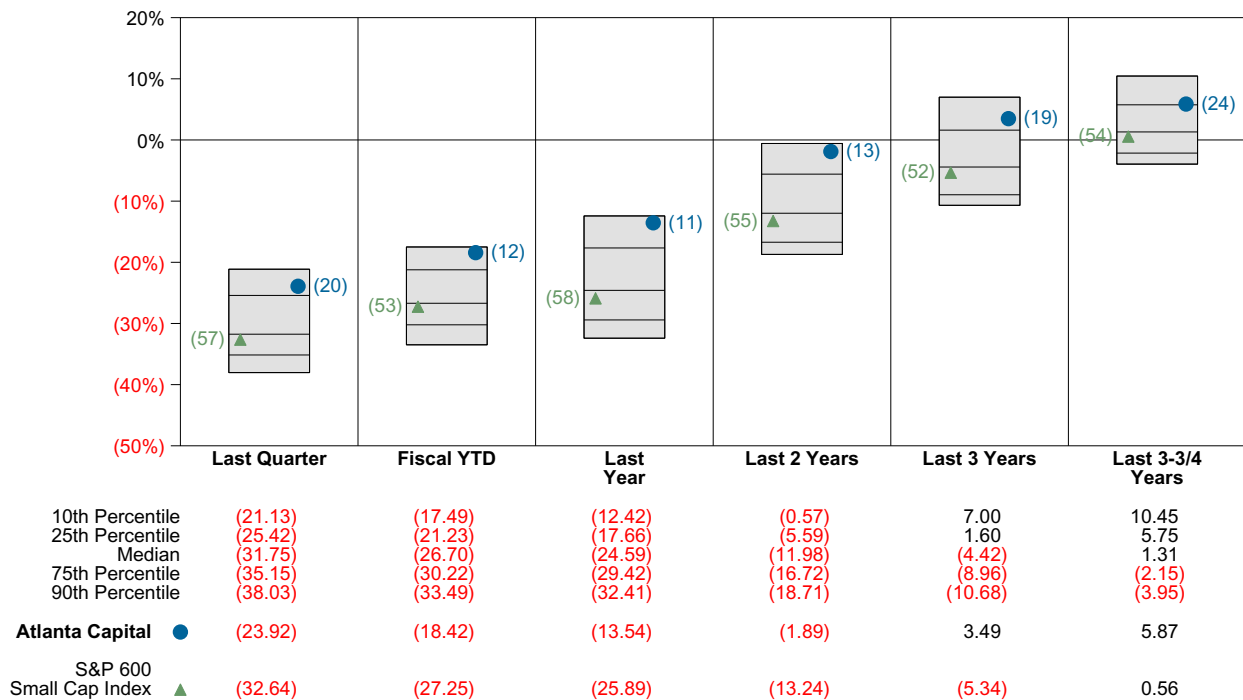 20%
10%
0%
(10%)
(20%)
(30%)
(40%)
(50%)
(20)
(57)
(12)
(53)
(11)
(58)
(13)
(55)
(19)
(52)
(24)
(54)
Last Quarter Fiscal YTD Last Year Last 2 Years Last 3 Years Last 3-3/4 Years
10th Percentile (21.13) (17.49) (12.42) (0.57) 7.00 10.45
25th Percentile (25.42) (21.23) (17.66) (5.59) 1.60 5.75
Median (31.75) (26.70) (24.59) (11.98) (4.42) 1.31
75th Percentile (35.15) (30.22) (29.42) (16.72) (8.96) (2.15)
90th Percentile (38.03) (33.49) (32.41) (18.71) (10.68) (3.95)
Atlanta Capital (23.92) (18.42) (13.54) (1.89) 3.49 5.87
S&P 600
Small Cap Index (32.64) (27.25) (25.89) (13.24) (5.34) 0.56